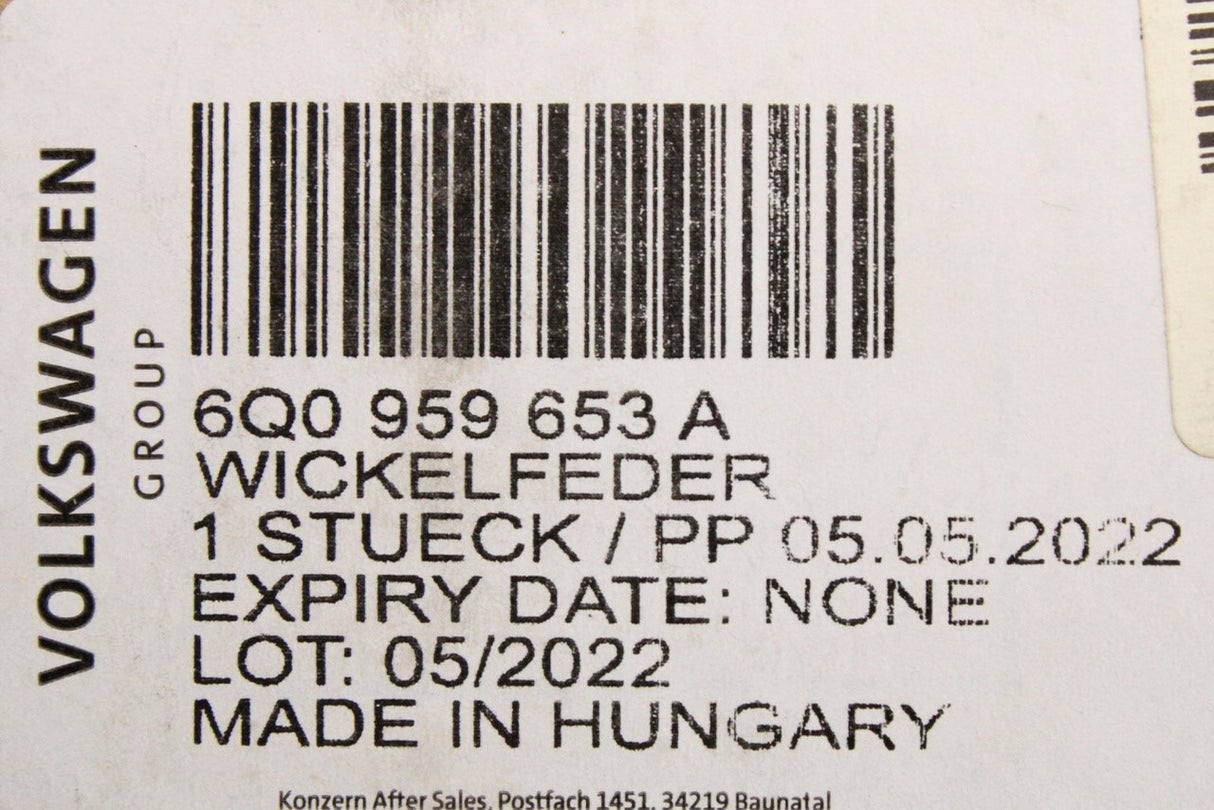 VOLKSWAGEN
GROUP
6Q0 959 653 A
WICKELFEDER
1 STUECK / PP 05.05.2022
EXPIRY DATE: NONE
LOT: 05/2022
MADE IN HUNGARY
Konzern After Sales, Postfach 1451, 34219 Baunatal